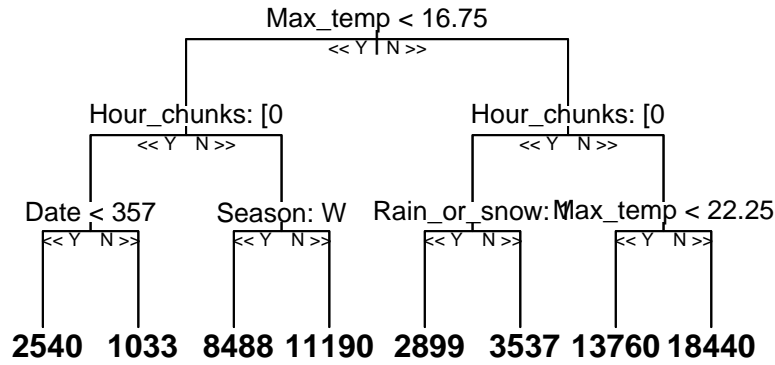 Max_temp < 16.75
<< Y N >>
Hour_chunks: [0 Hour_chunks: [0
<< Y N >> << Y N >>
Date < 357 Season: W Rain_or_snow: Max_temp < 22.25
<< Y N >> << Y N >> << Y N >> << Y N >>
2540 1033 8488 11190 2899 3537 13760 18440